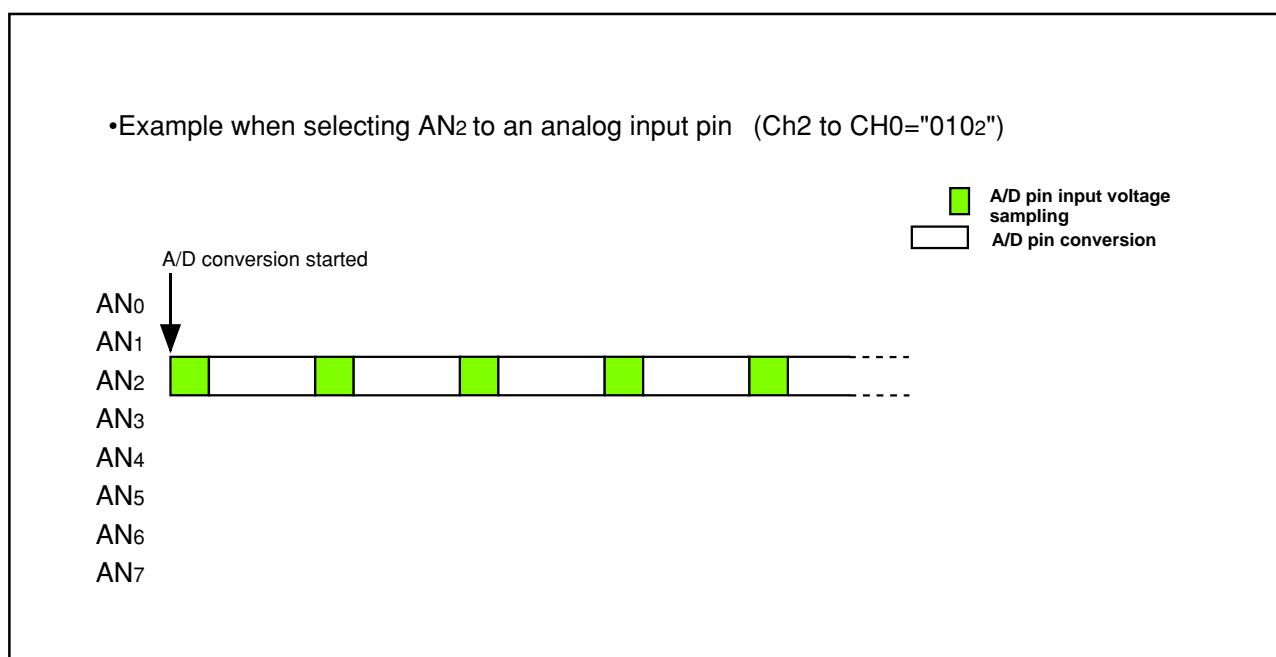 •Example when selecting AN2 to an analog input pin (Ch2 to CH0="0102")
A/D pin input voltage
sampling
A/D pin conversion
A/D conversion started
AN0
AN1
AN2
AN3
AN4
AN5
AN6
AN7